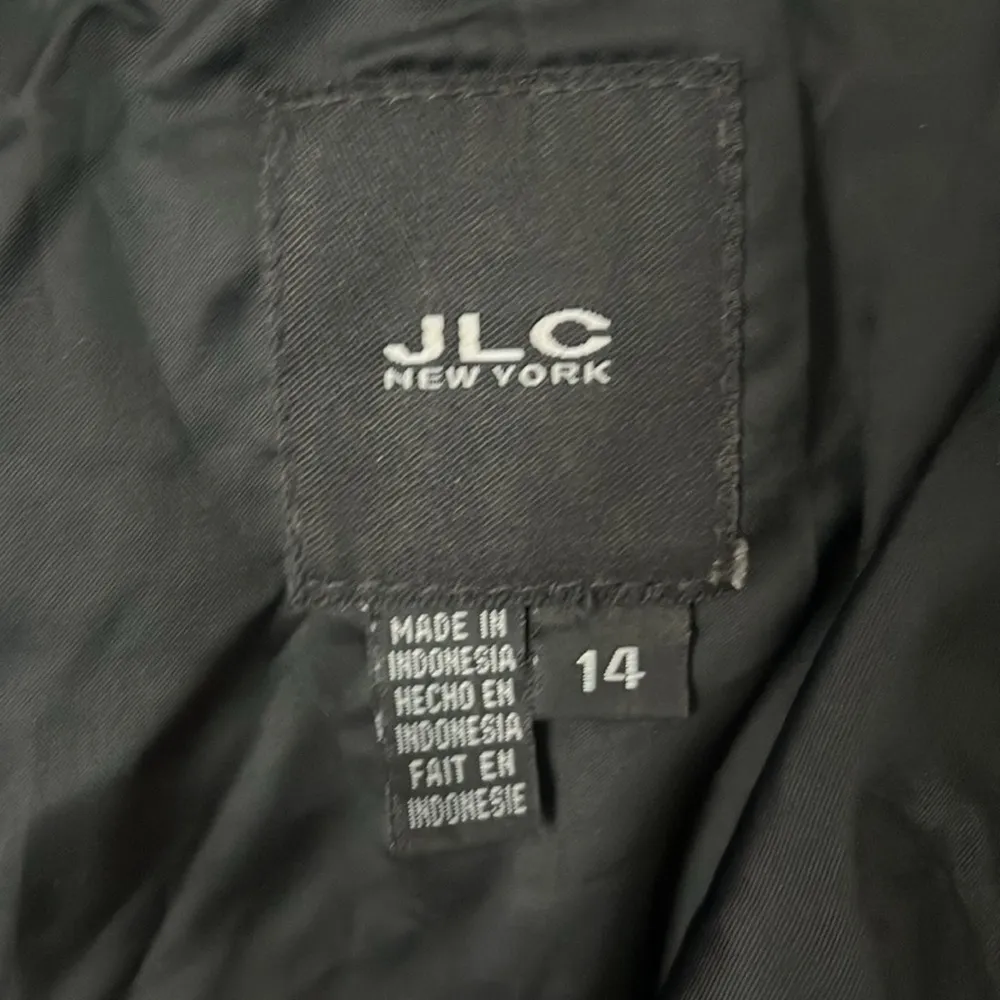 JLC
NEW YORK
MADE IN
INDONESIA
HECHO EN
INDONESIA
FAIT EN
INDONESIE
14